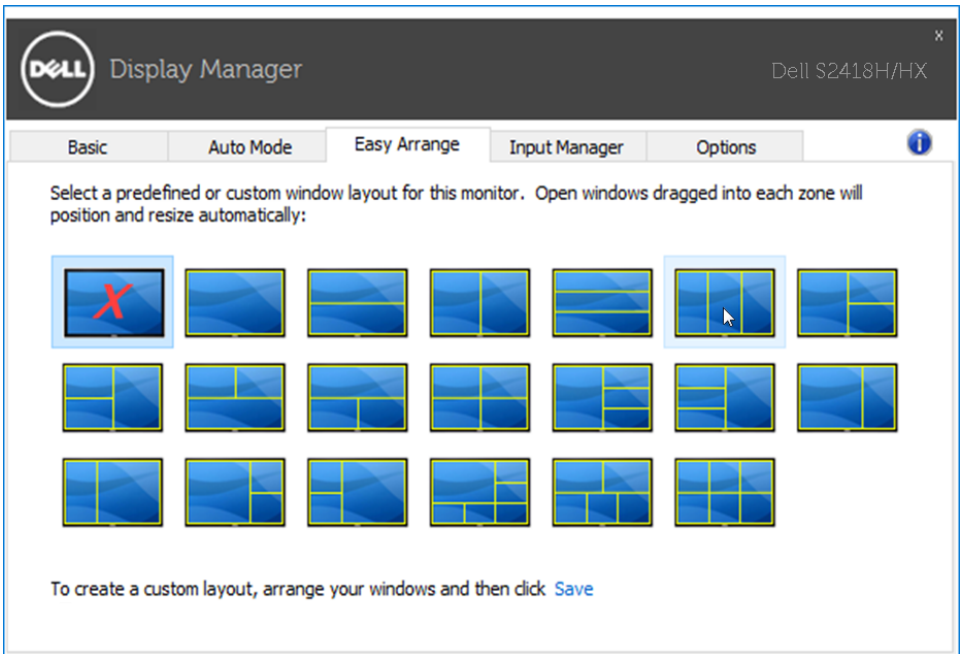 x
DELL Display Manager Dell S2418H/HX
Basic Auto Mode Easy Arrange Input Manager Options i
Select a predefined or custom window layout for this monitor. Open windows dragged into each zone will
position and resize automatically:
X
To create a custom layout, arrange your windows and then click Save